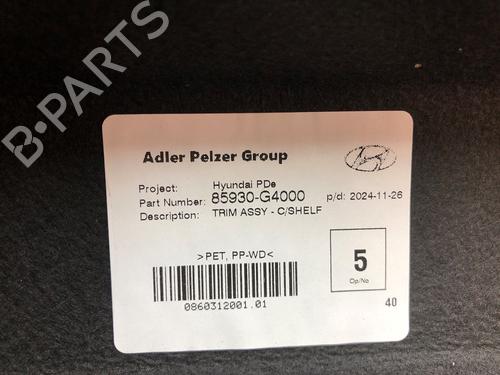 B-PARTS
Adler Pelzer Group
Project: Hyundai PDe
Part Number: 85930-G4000 p/d: 2024-11-26
Description: TRIM ASSY - C/SHELF
>PET, PP-WD<
5
Op/No
0860312001.01
40